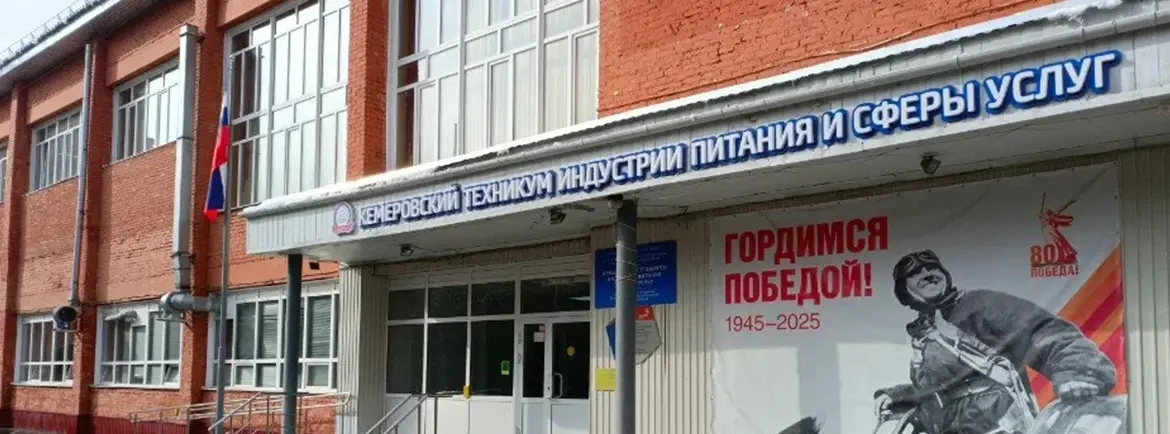 КЕМЕРОВСКИЙ ТЕХНИКУМ ИНДУСТРИИ ПИТАНИЯ И СФЕРЫ УСЛУГ
ГОРДИМСЯ
ПОБЕДОЙ!
1945–2025
80
ПОБЕДА!